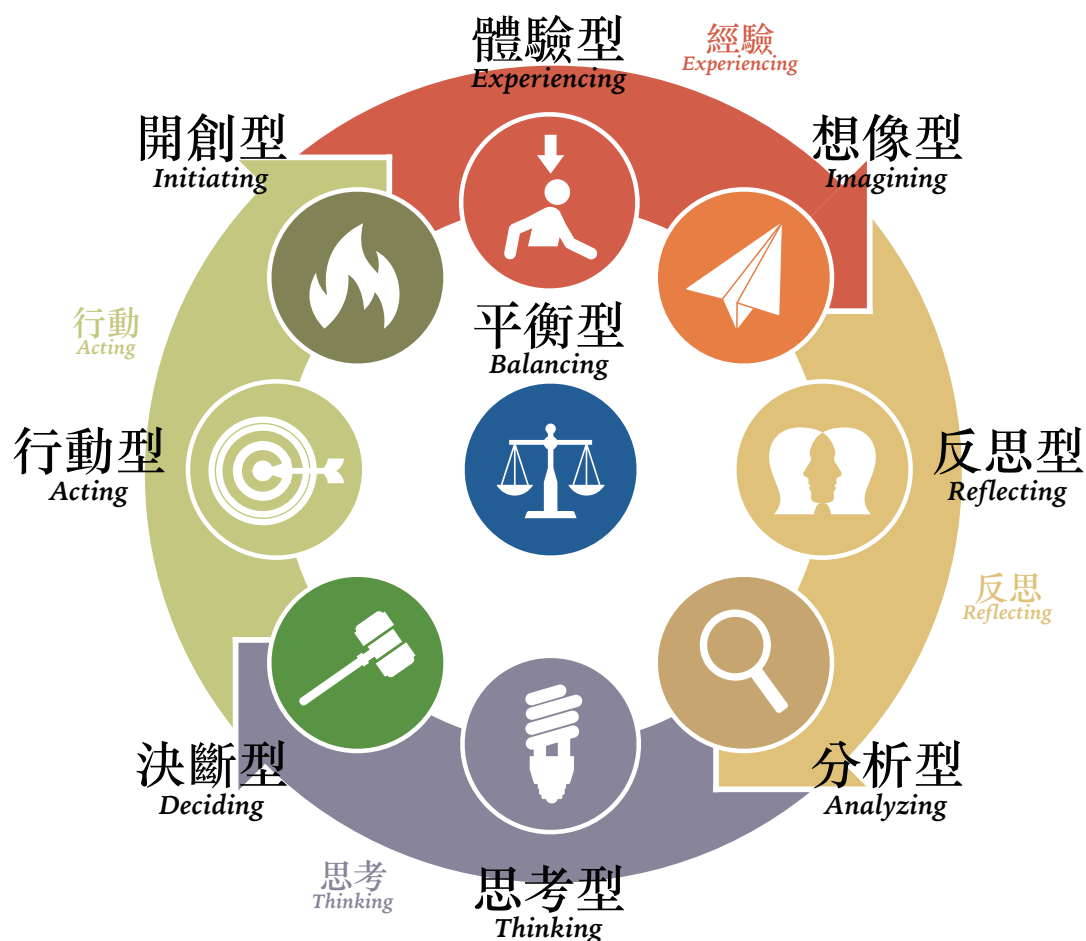 體驗型
Experiencing
經驗
Experiencing
開創型
Initiating
想像型
Imagining
行動
Acting
平衡型
Balancing
行動型
Acting
反思型
Reflecting
反思
Reflecting
決斷型
Deciding
分析型
Analyzing
思考
Thinking
思考型
Thinking